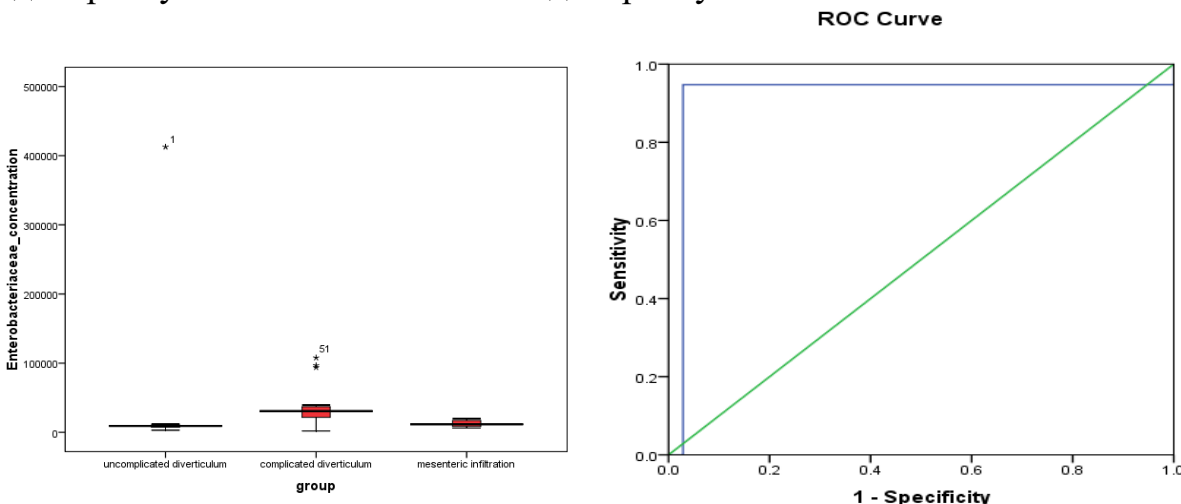 ROC Curve
Enterobacteriaceae_concentration
500000
400000
300000
200000
100000
0
1
51
uncomplicated diverticulum
complicated diverticulum
mesenteric infiltration
group
Sensitivity
1.0
0.8
0.6
0.4
0.2
0.0
0.0
0.2
0.4
0.6
0.8
1.0
1 - Specificity